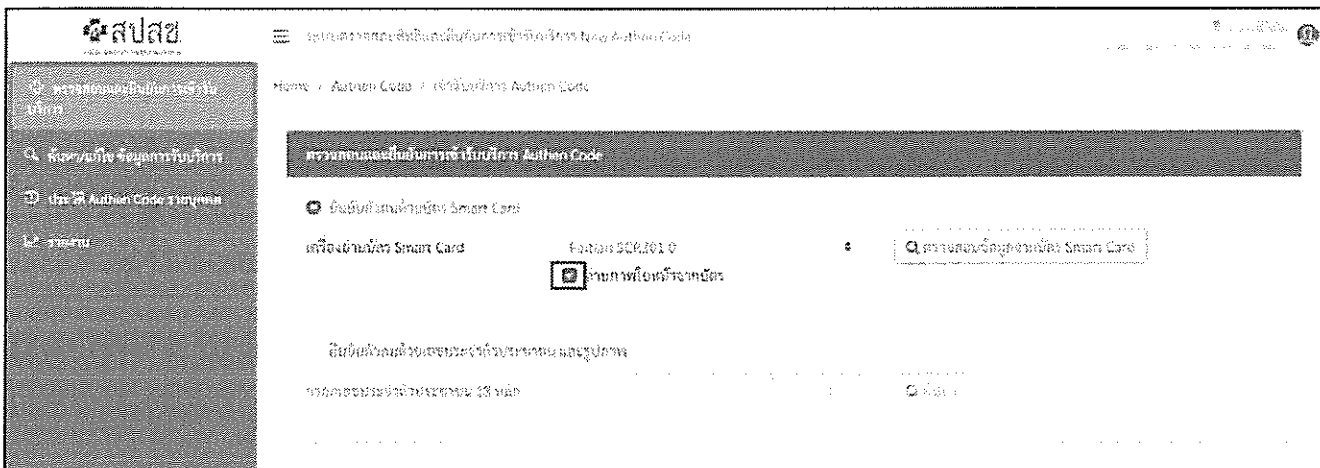 สปสช
ระบบตรวจสอบสิทธิและยืนยันการเข้ารับบริการ New Authen Code
Home / Authen Code / เข้ารับบริการ Authen Code
ตรวจสอบและยืนยันการเข้ารับ
บริการ
ค้นหา/แก้ไข ข้อมูลการรับบริการ
ประวัติ Authen Code รายบุคคล
รายงาน
ตรวจสอบและยืนยันการเข้ารับบริการ Authen Code
ยืนยันตัวตนผ่านบัตร Smart Card
เครื่องอ่านบัตร Smart Card
ตรวจสอบข้อมูลจากบัตร Smart Card
อ่านภาพใบหน้าจากบัตร
ยืนยันตัวตนด้วยเลขประจำตัวประชาชน และรูปภาพ
กรอกเลขประจำตัวประชาชน 13 หลัก
ค้นหา